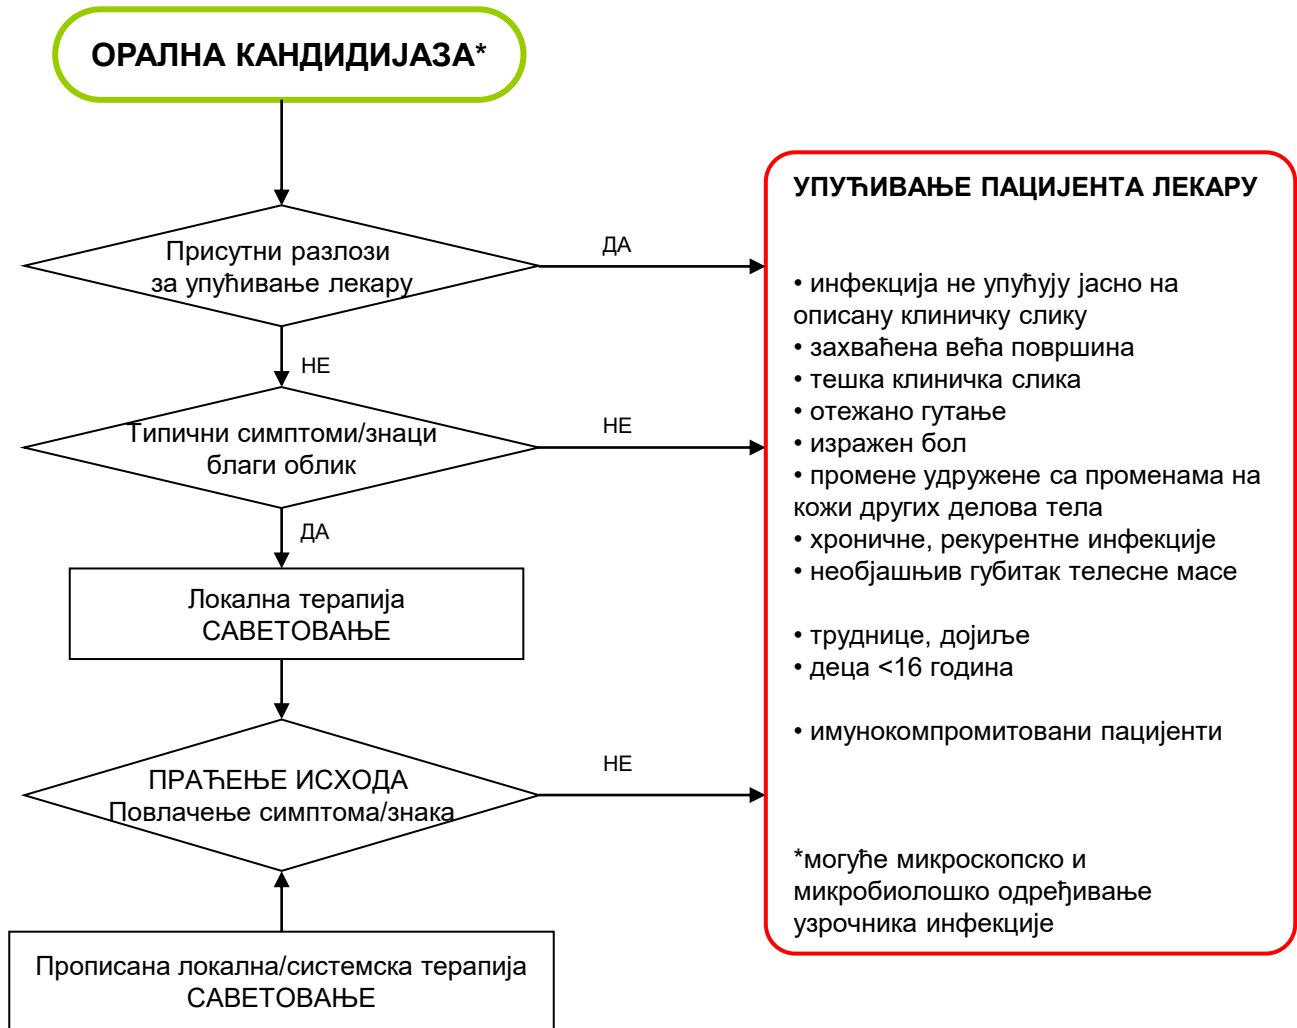 ОРАЛНА КАНДИДИЈАЗА*
Присутни разлози
за упућивање лекару
ДА
НЕ
Типични симптоми/знаци
благи облик
НЕ
ДА
Локална терапија
САВЕТОВАЊЕ
ПРАЋЕЊЕ ИСХОДА
Повлачење симптома/знака
НЕ
Прописана локална/системска терапија
САВЕТОВАЊЕ
УПУЋИВАЊЕ ПАЦИЈЕНТА ЛЕКАРУ
• инфекција не упућују јасно на
описану клиничку слику
• захваћена већа површина
• тешка клиничка слика
• отежано гутање
• изражен бол
• промене удружене са променама на
кожи других делова тела
• хроничне, рекурентне инфекције
• необјашњив губитак телесне масе
• труднице, дојиље
• деца <16 година
• имунокомпромитовани пацијенти
*могуће микроскопско и
микробиолошко одређивање
узрочника инфекције